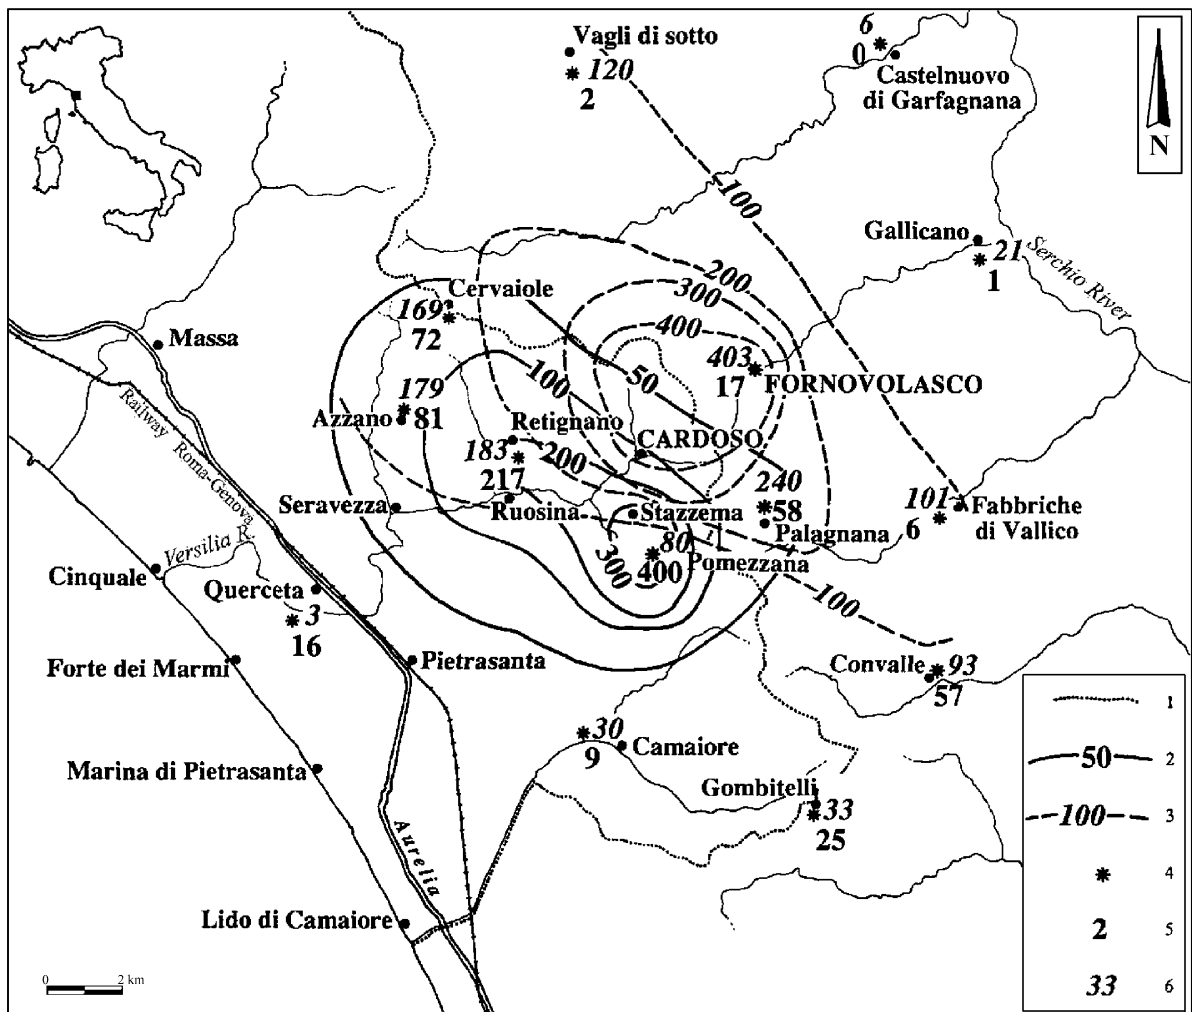 Vagli di sotto
120
2
6
0
Castelnuovo
di Garfagnana
N
100
Gallicano
21
1
Serchio River
200
300
400
Cervaiole
169
72
Massa
403
17
FORNOVOLASCO
50
100
179
81
Azzano
Retignano
183
217
200
CARDOSO
240
58
Palagnana
101
6
Fabbriche
di Vallico
Railway Roma-Genova
Seravezza
Ruosina
Stazzema
80
400
300
Pomezzana
Versilia R.
Cinquale
Querceta
3
16
100
Forte dei Marmi
Pietrasanta
Convalle
93
57
30
9
Camaiore
Marina di Pietrasanta
Gombitelli
33
25
Aurelia
Lido di Camaiore
0 2 km
1
50 2
100 3
4
2 5
33 6